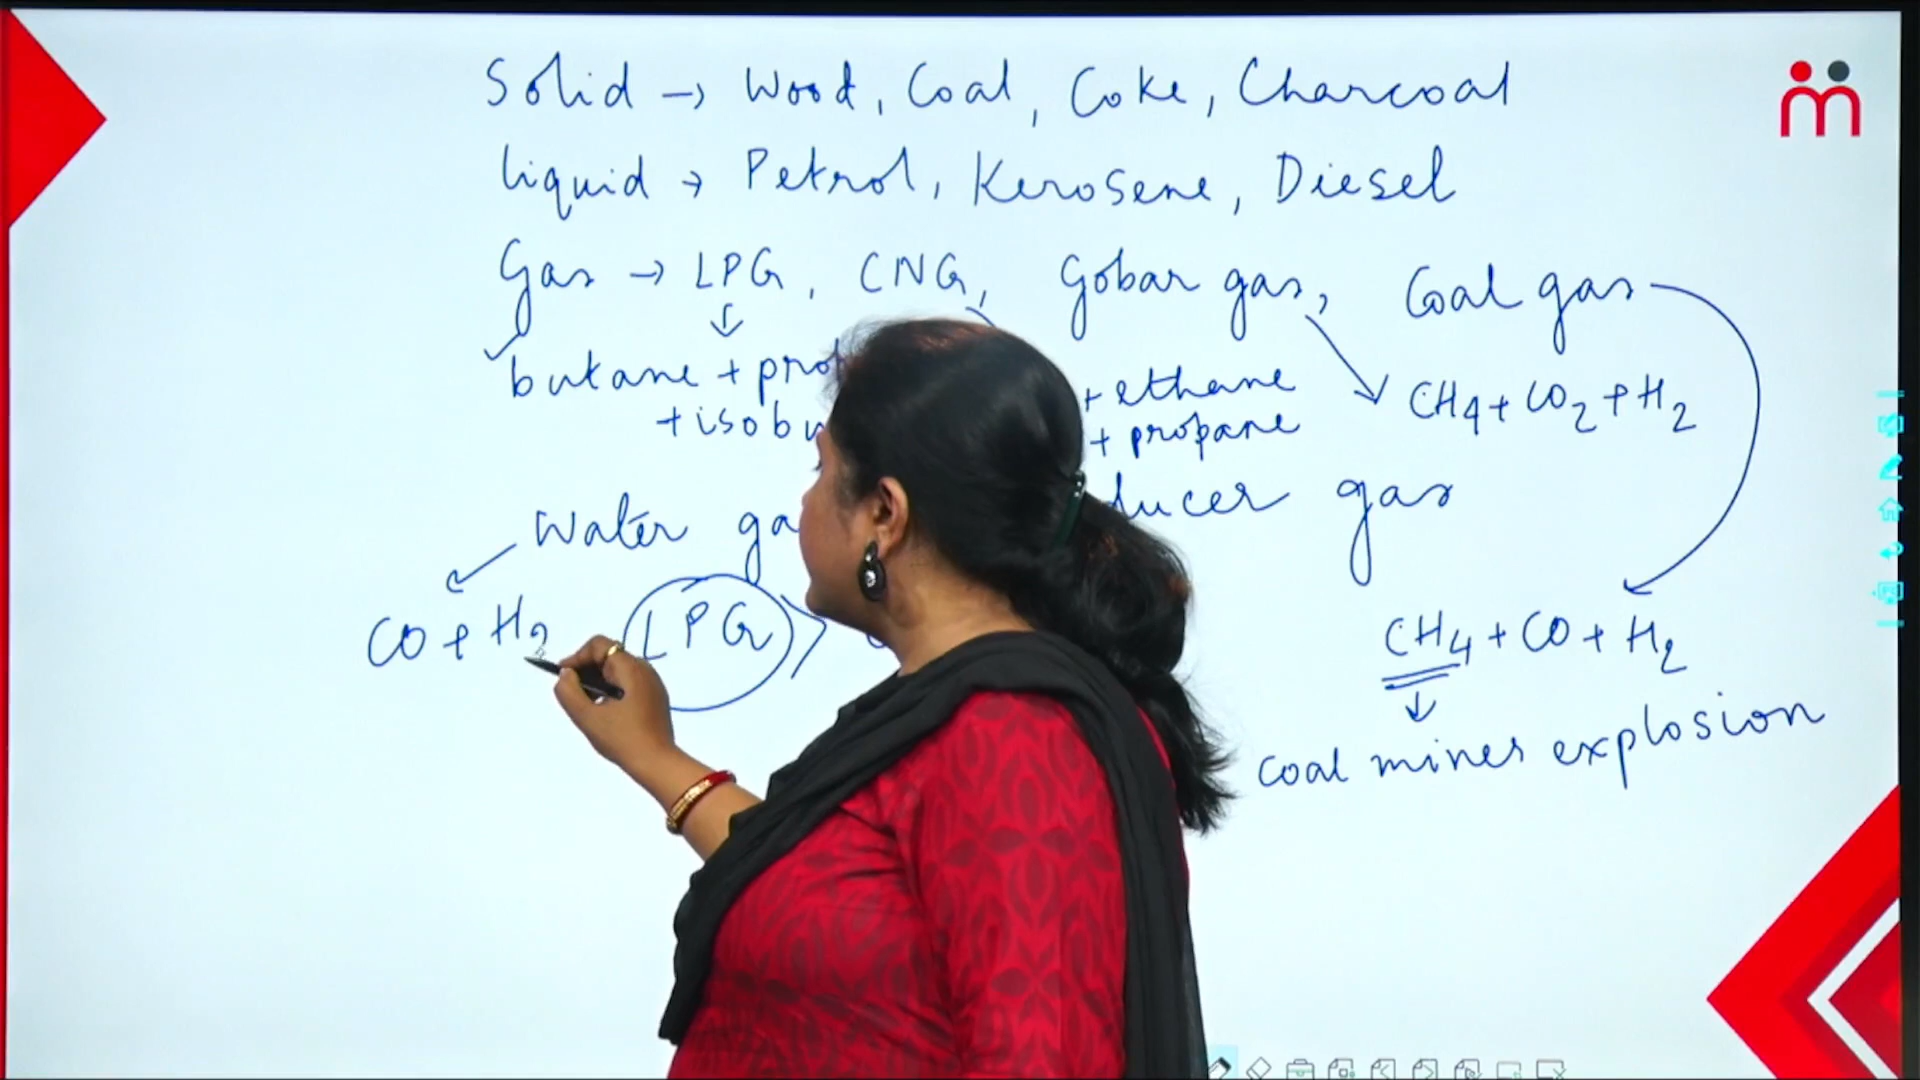 Solid → Wood, Coal, Coke, Charcoal
liquid → Petrol, Kerosene, Diesel
Gas → LPG, CNG, Gobar gas, Coal gas
butane +
+ ethane
CH4 + CO2 + H2
+ propane
Water gas
CO + H2
LPG
CH4 + CO + H2
coal mines explosion